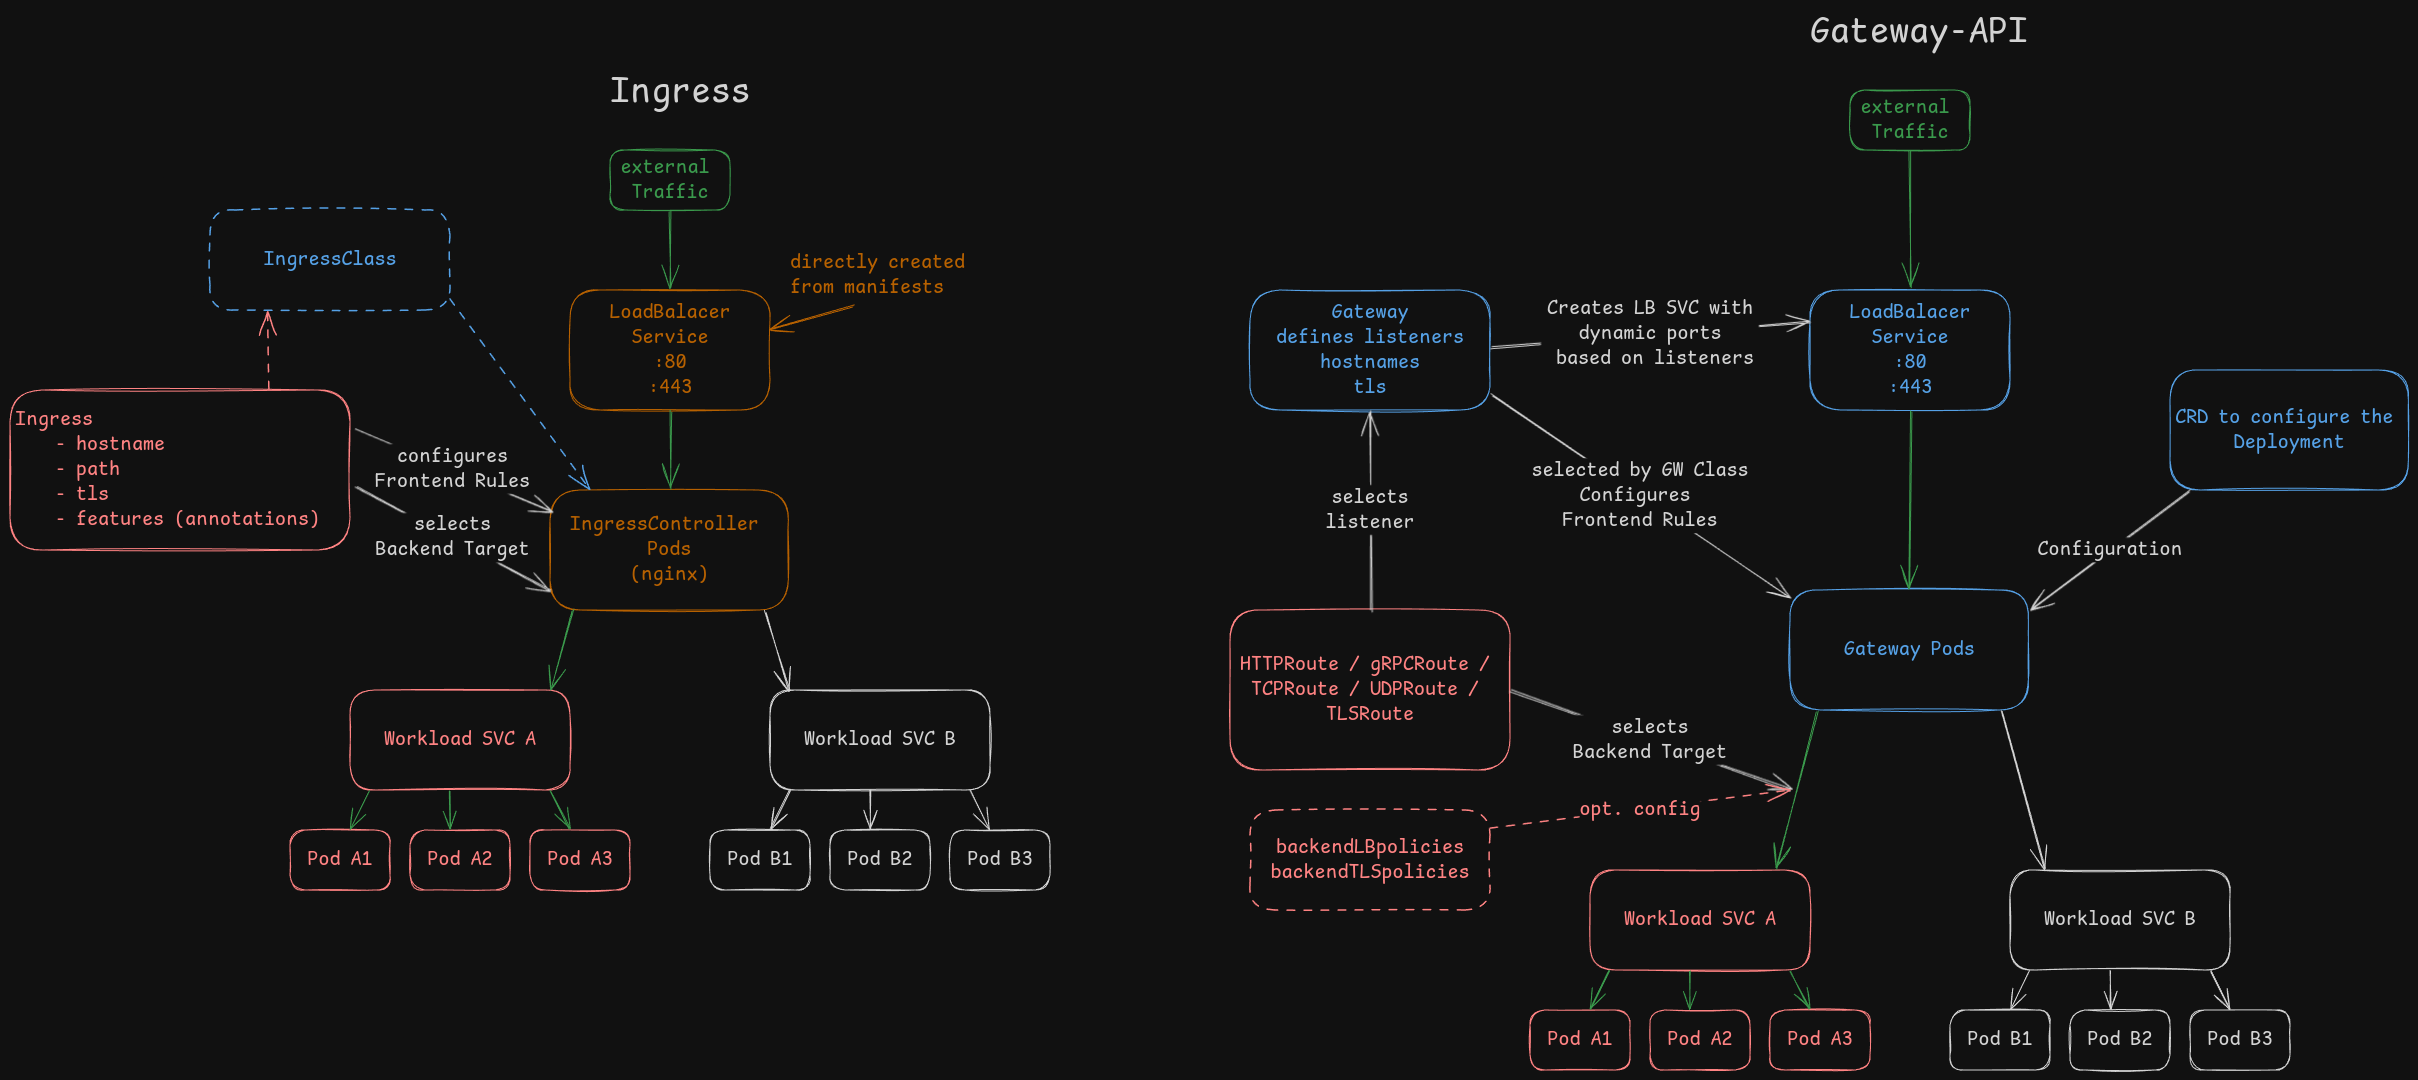 Ingress
external
Traffic
IngressClass
directly created
from manifests
LoadBalacer
Service
:80
:443
Ingress
- hostname
- path
- tls
- features (annotations)
configures
Frontend Rules
selects
Backend Target
IngressController
Pods
(nginx)
Workload SVC A
Workload SVC B
Pod A1
Pod A2
Pod A3
Pod B1
Pod B2
Pod B3
Gateway-API
external
Traffic
Gateway
defines listeners
hostnames
tls
Creates LB SVC with
dynamic ports
based on listeners
LoadBalacer
Service
:80
:443
CRD to configure the
Deployment
selected by GW Class
Configures
Frontend Rules
selects
listener
Configuration
HTTPRoute / gRPCRoute /
TCPRoute / UDPRoute /
TLSRoute
Gateway Pods
selects
Backend Target
opt. config
backendLBpolicies
backendTLSpolicies
Workload SVC A
Workload SVC B
Pod A1
Pod A2
Pod A3
Pod B1
Pod B2
Pod B3